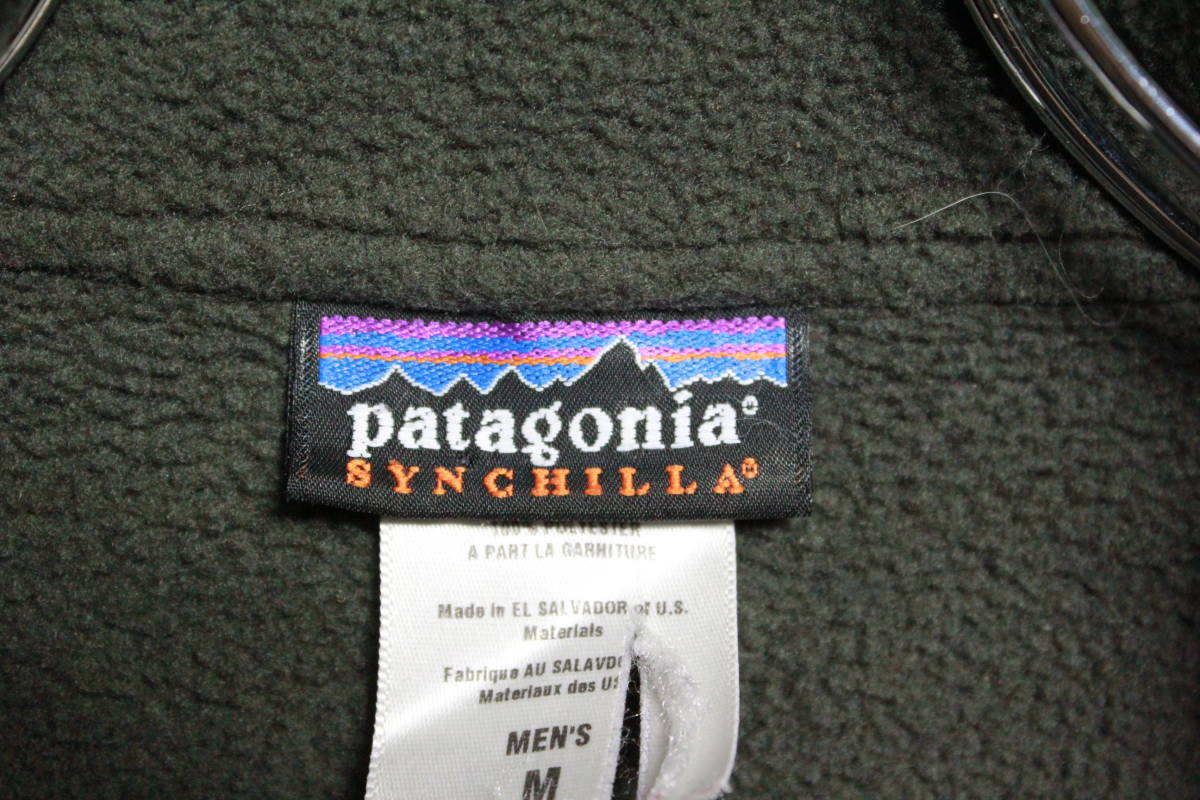 patagonia®
SYNCHILLA®
100% POLYESTER
A PART LA GARNITURE
Made in EL SALVADOR of U.S.
Materials
Fabrique AU SALAVDO
Materiaux des US
MEN'S
M